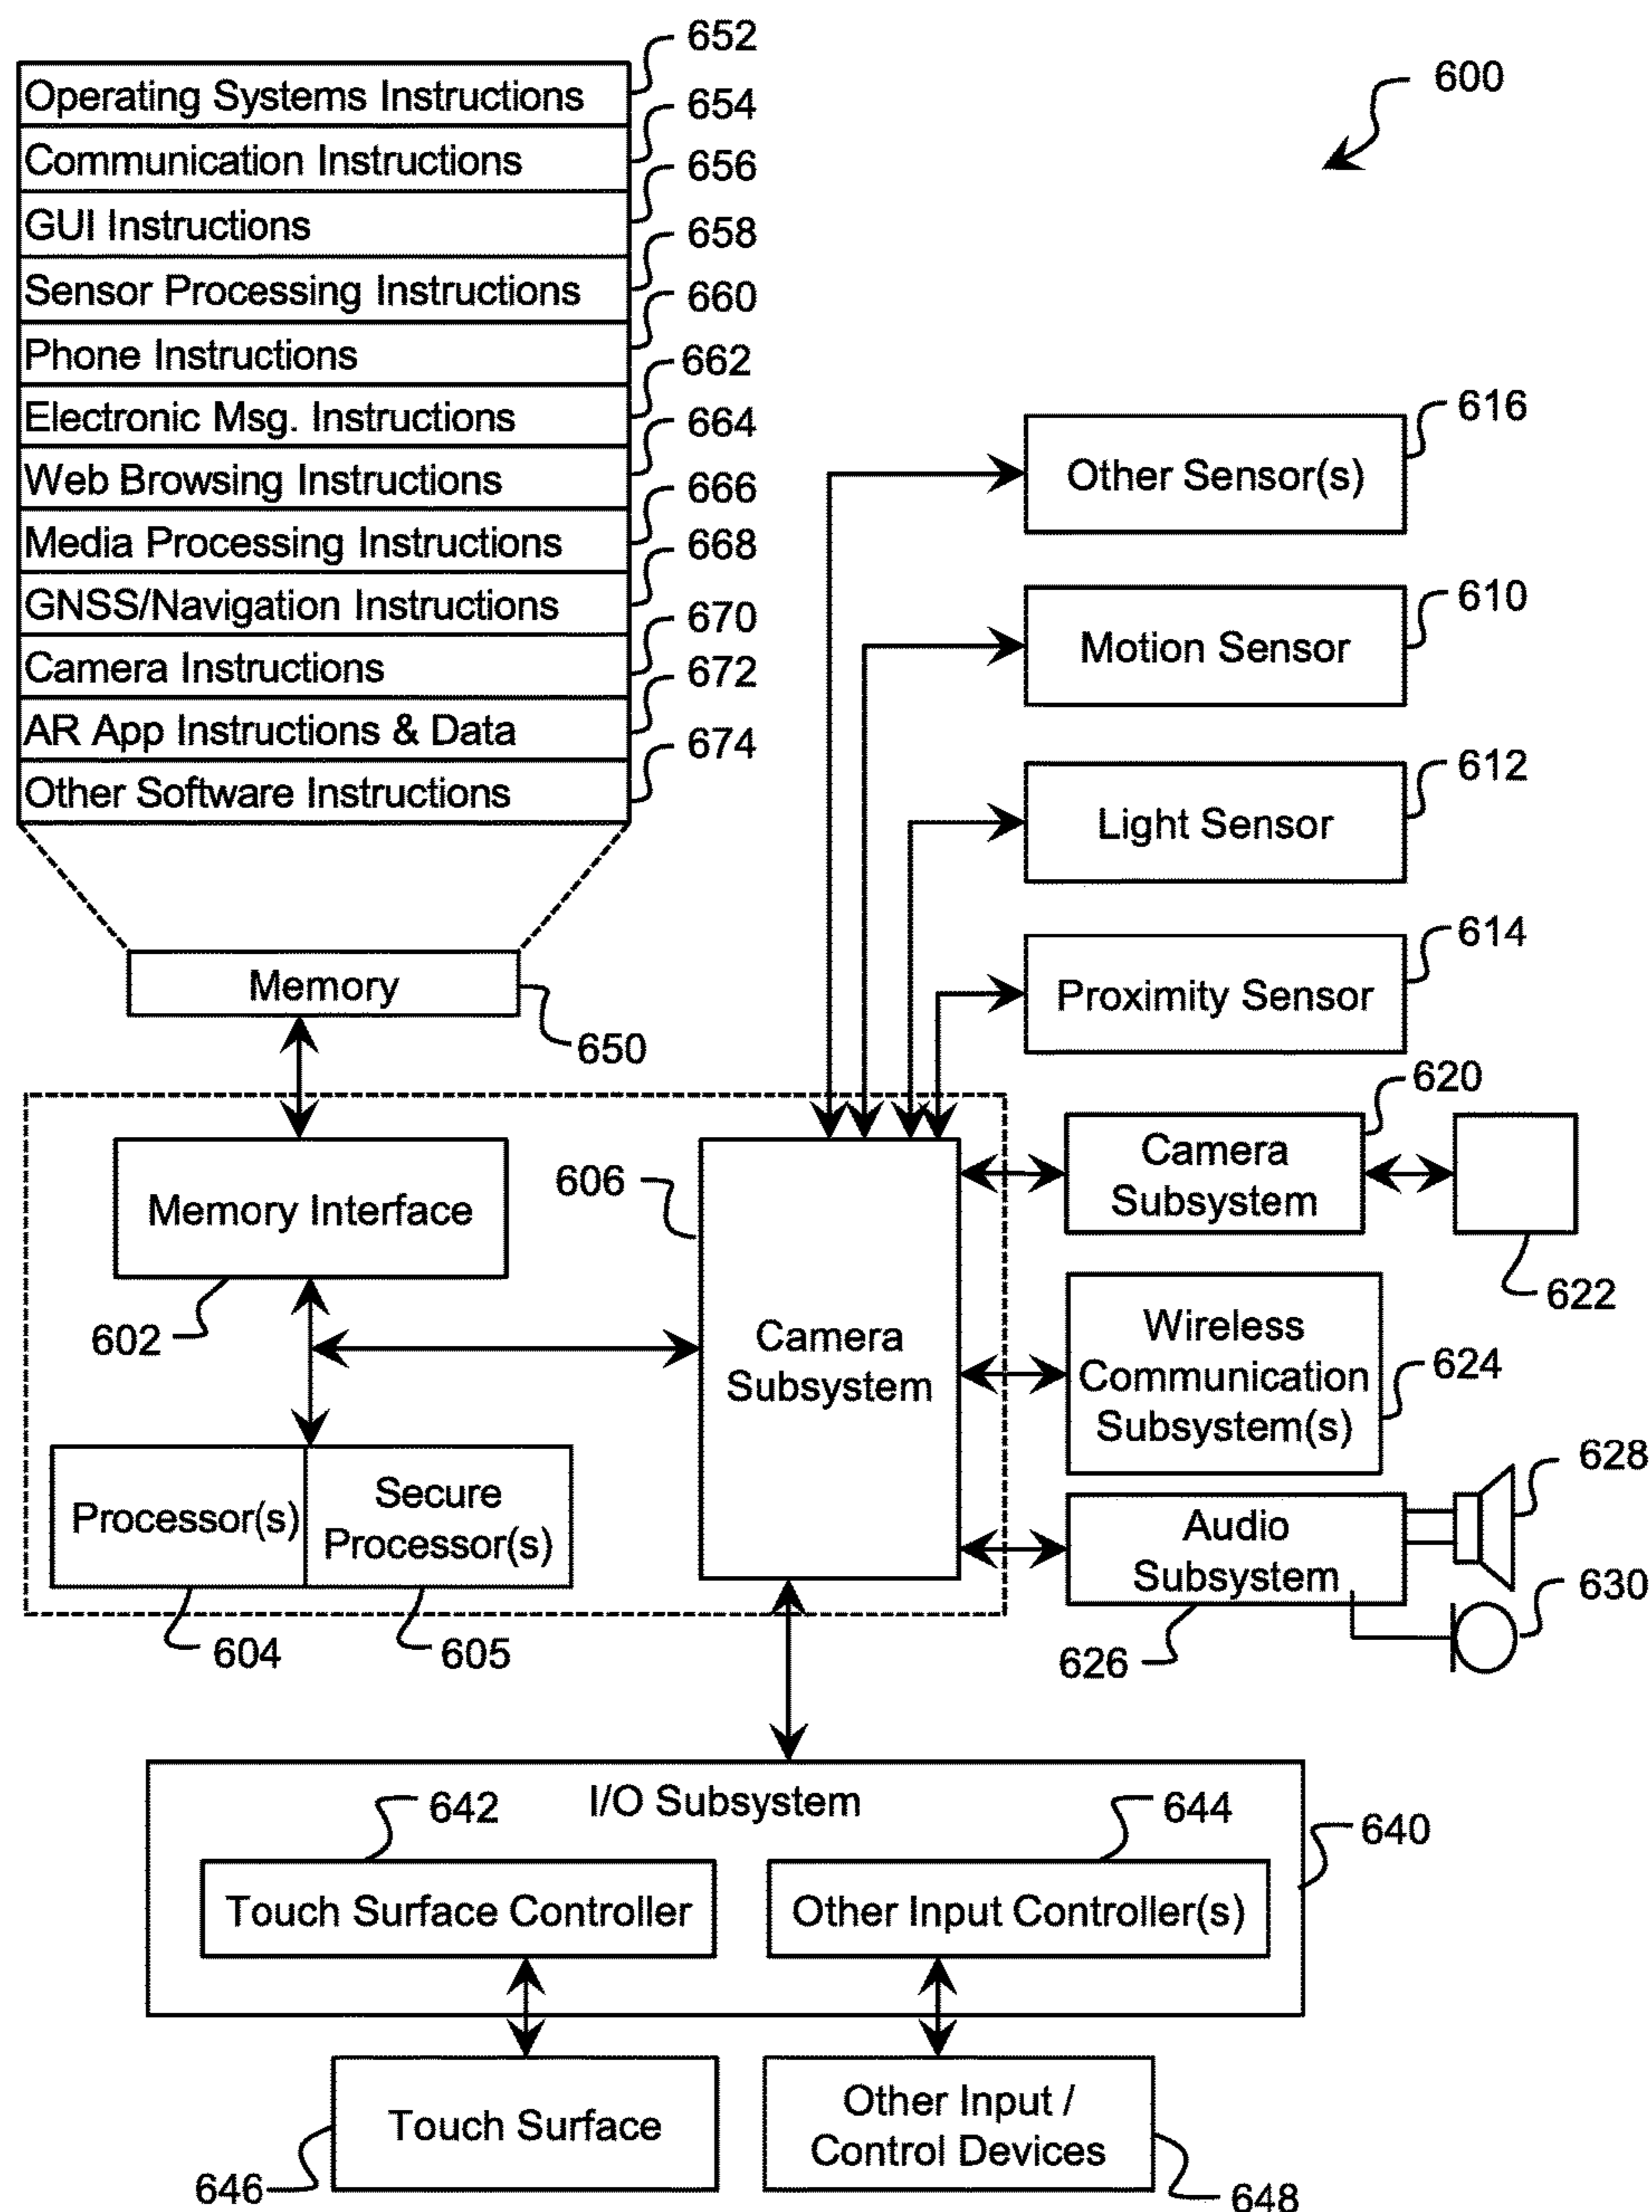 652
Operating Systems Instructions
654
Communication Instructions
656
GUI Instructions
658
Sensor Processing Instructions
660
Phone Instructions
662
Electronic Msg. Instructions
664
Web Browsing Instructions
666
Media Processing Instructions
668
GNSS/Navigation Instructions
670
Camera Instructions
672
AR App Instructions & Data
674
Other Software Instructions
600
616
Other Sensor(s)
610
Motion Sensor
612
Light Sensor
614
Proximity Sensor
Memory
650
Memory Interface
602
606
Camera
Subsystem
620
Camera
Subsystem
622
Wireless
Communication
Subsystem(s)
624
Processor(s)
Secure
Processor(s)
604
605
Audio
Subsystem
628
630
626
I/O Subsystem
642
644
640
Touch Surface Controller
Other Input Controller(s)
Touch Surface
646
Other Input /
Control Devices
648